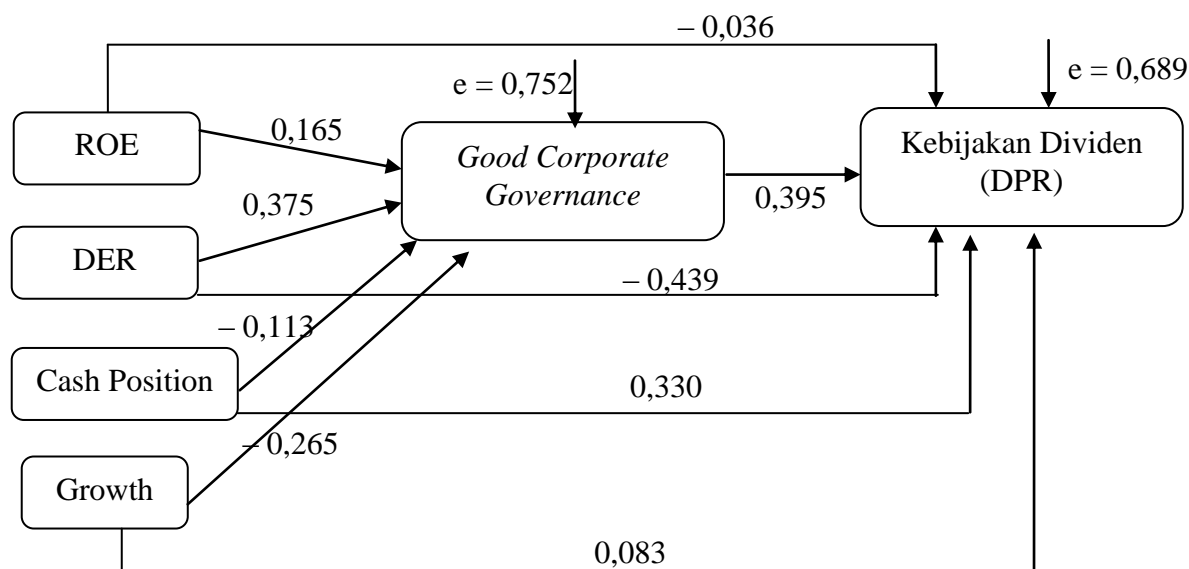 – 0,036
e = 0,752
e = 0,689
ROE
0,165
Good Corporate
Governance
Kebijakan Dividen
(DPR)
0,395
0,375
DER
– 0,439
– 0,113
Cash Position
0,330
– 0,265
Growth
0,083